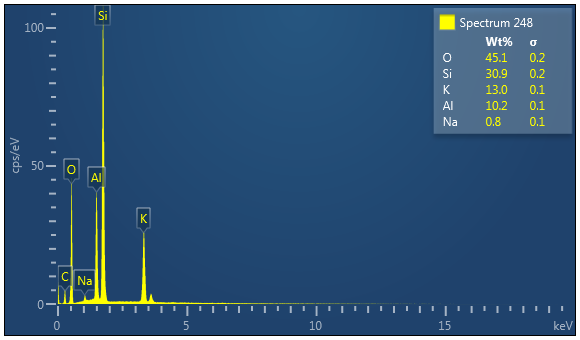 Spectrum 248
Wt% σ
O 45.1 0.2
Si 30.9 0.2
K 13.0 0.1
Al 10.2 0.1
Na 0.8 0.1
Si
O
Al
K
C
Na
cps/eV
100
50
0
0 5 10 15 keV